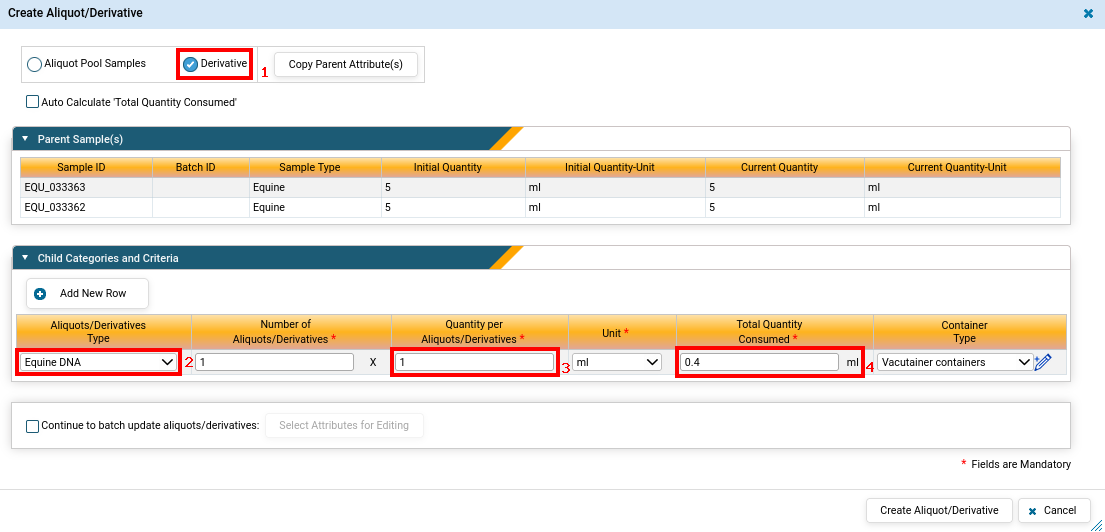 Create Aliquot/Derivative
Aliquot Pool Samples
Derivative
1
Copy Parent Attribute(s)
Auto Calculate 'Total Quantity Consumed'
Parent Sample(s)
Sample ID Batch ID Sample Type Initial Quantity Initial Quantity-Unit Current Quantity Current Quantity-Unit
EQU_033363 Equine 5 ml 5 ml
EQU_033362 Equine 5 ml 5 ml
Child Categories and Criteria
Add New Row
Aliquots/Derivatives
Type
Number of
Aliquots/Derivatives *
Quantity per
Aliquots/Derivatives *
Unit *
Total Quantity
Consumed *
Container
Type
Equine DNA 2 1 X 1 3 ml 0.4 ml 4 Vacutainer containers
Continue to batch update aliquots/derivatives: Select Attributes for Editing
* Fields are Mandatory
Create Aliquot/Derivative Cancel